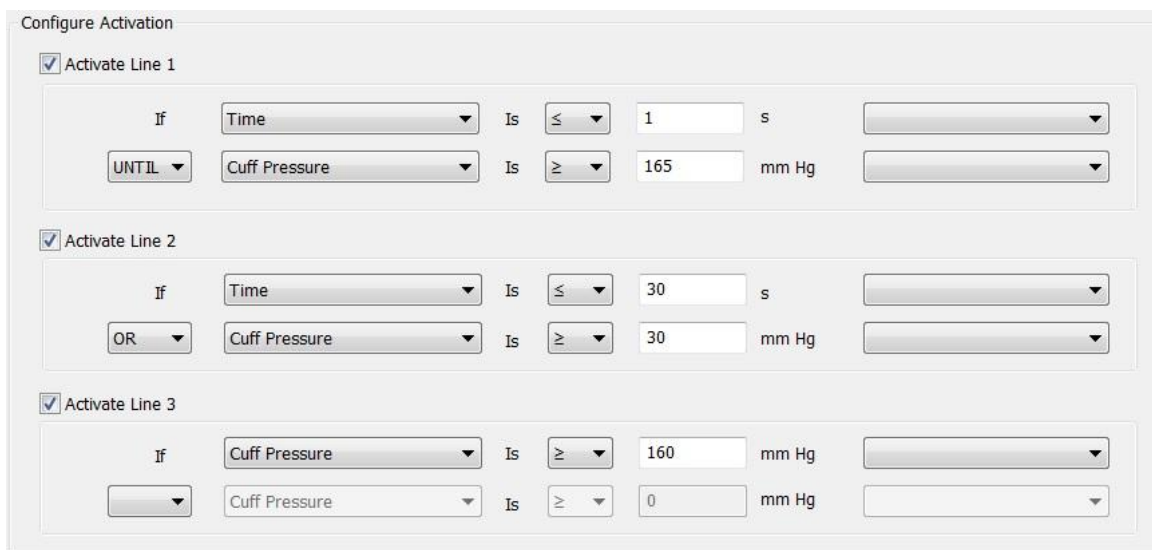 Configure Activation
Activate Line 1
If Time Is ≤ 1 s
UNTIL Cuff Pressure Is ≥ 165 mm Hg
Activate Line 2
If Time Is ≤ 30 s
OR Cuff Pressure Is ≥ 30 mm Hg
Activate Line 3
If Cuff Pressure Is ≥ 160 mm Hg
Cuff Pressure Is ≥ 0 mm Hg